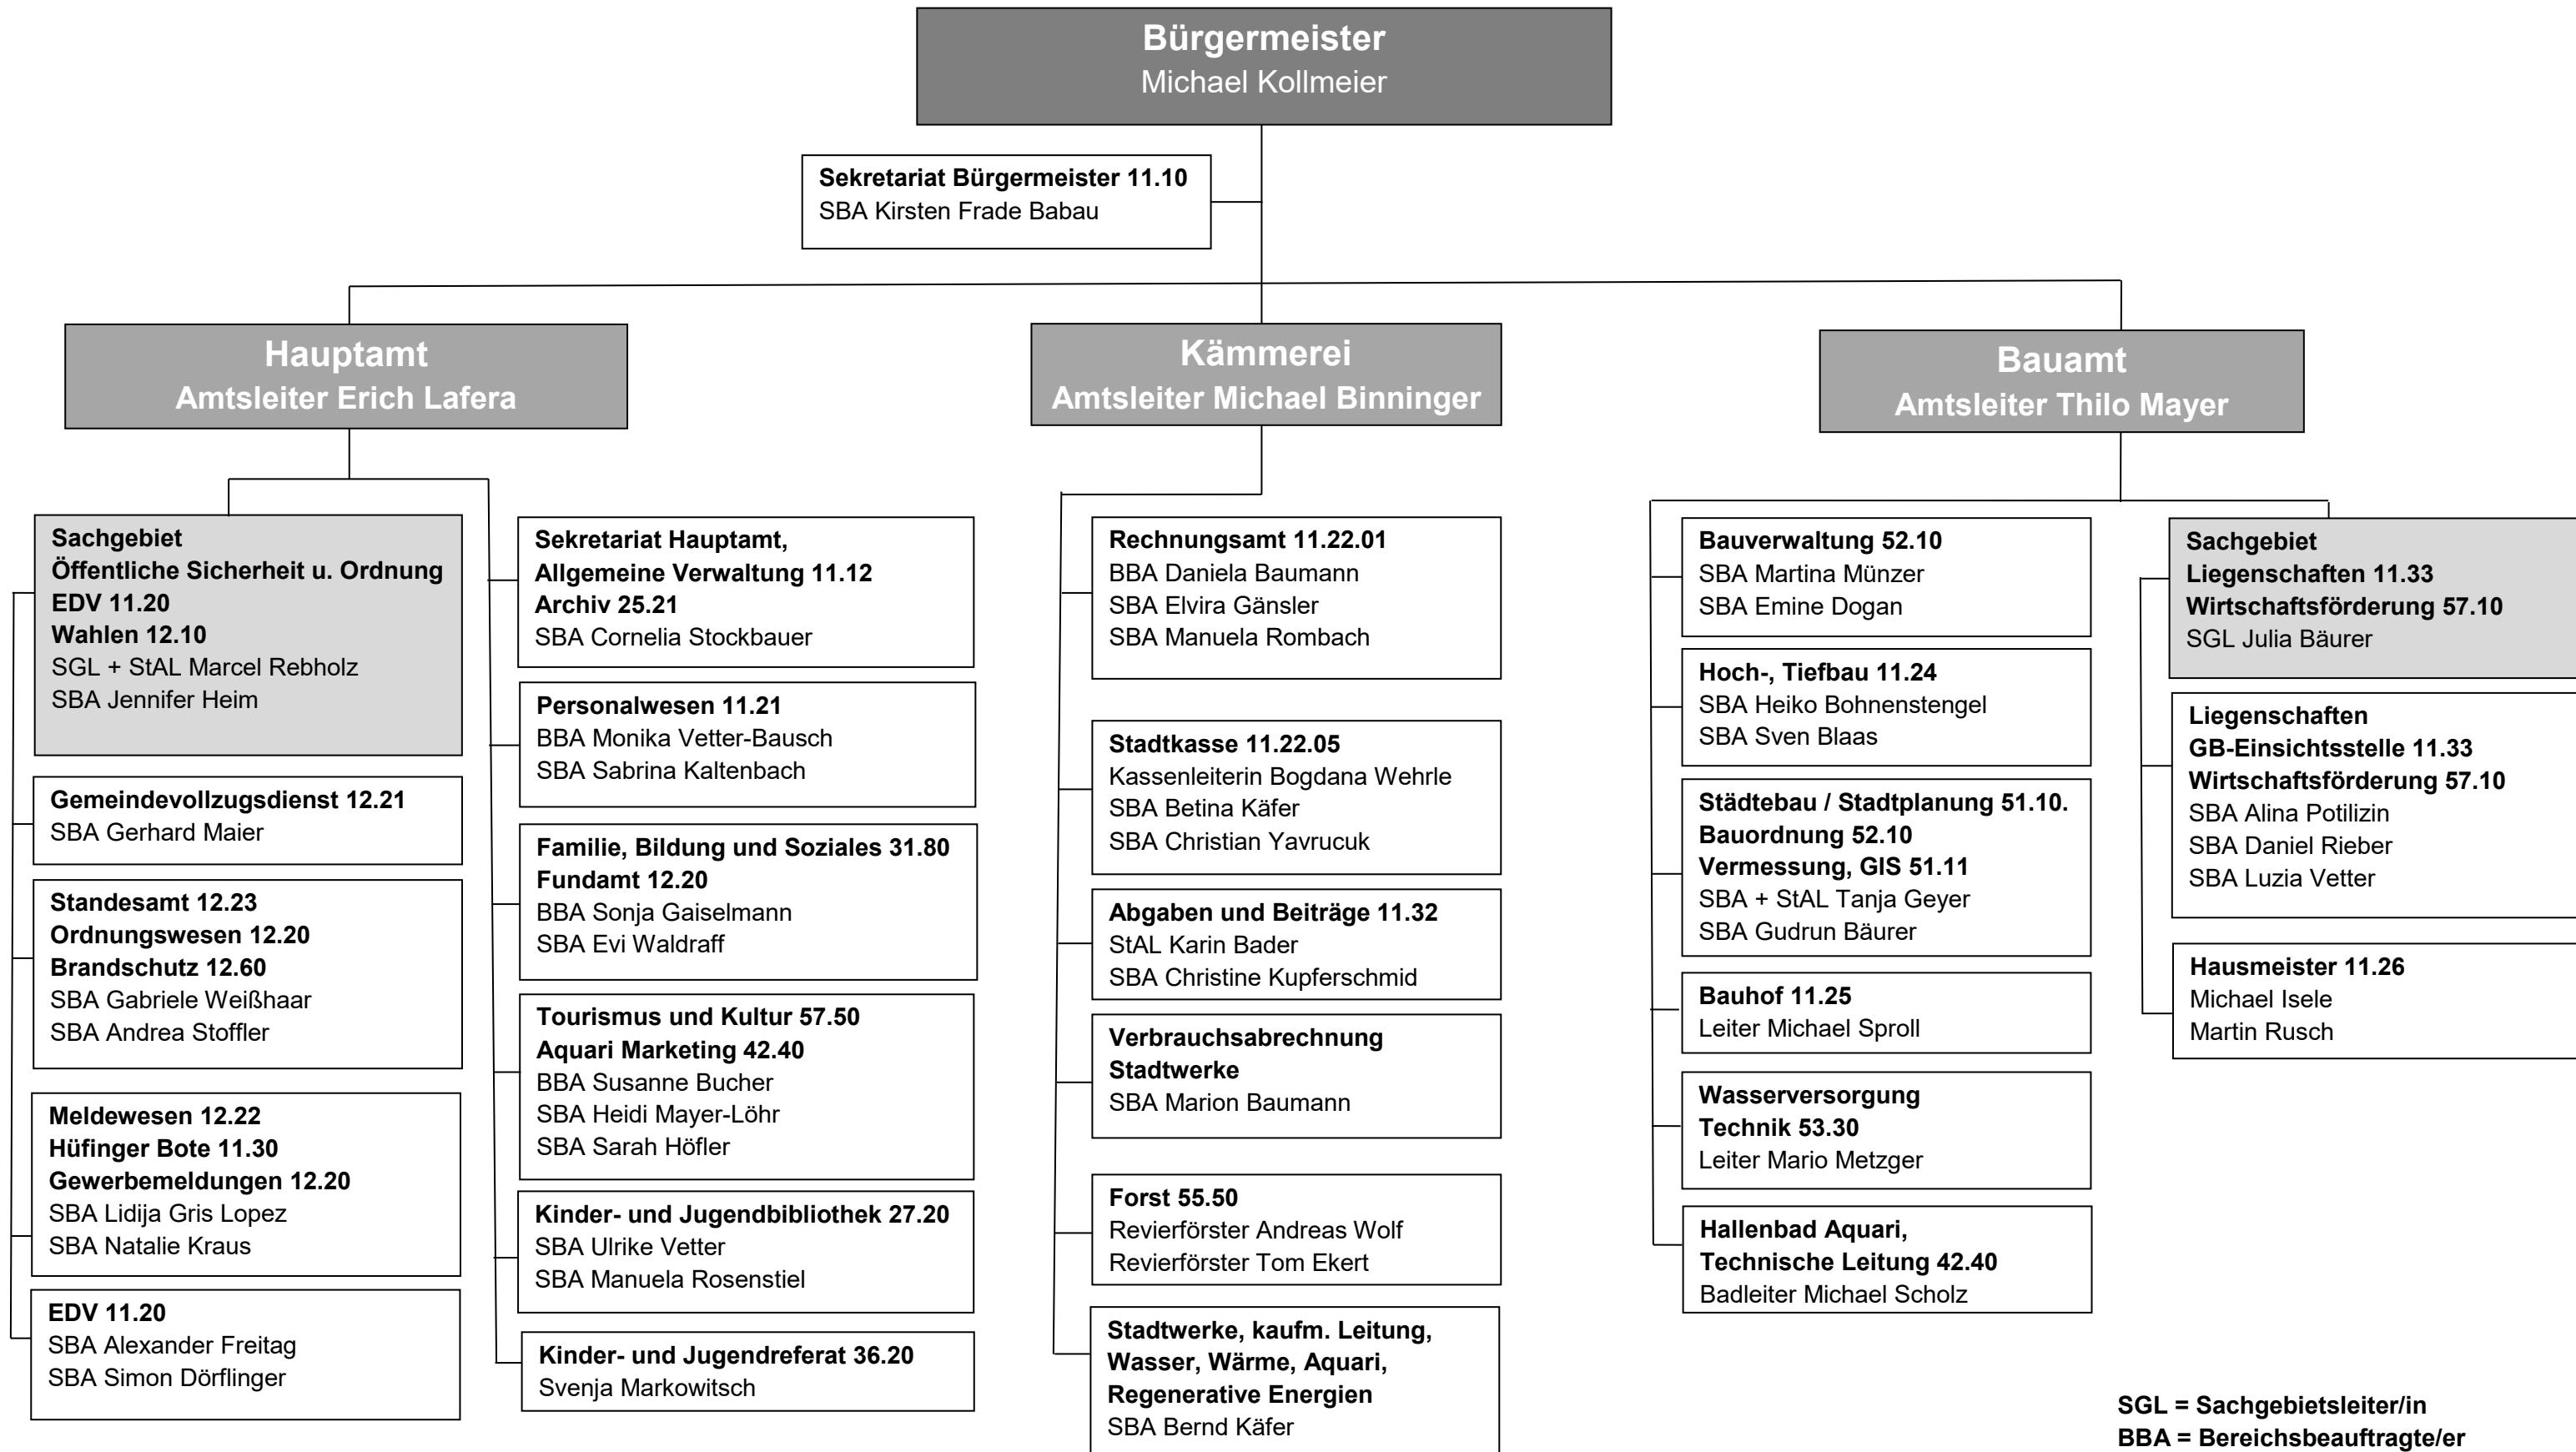 Bürgermeister
Michael Kollmeier
Sekretariat Bürgermeister 11.10
SBA Kirsten Frade Babau
Hauptamt
Amtsleiter Erich Lafera
Kämmerei
Amtsleiter Michael Binninger
Bauamt
Amtsleiter Thilo Mayer
Sachgebiet
Öffentliche Sicherheit u. Ordnung
EDV 11.20
Wahlen 12.10
SGL + StAL Marcel Rebholz
SBA Jennifer Heim
Gemeindevollzugsdienst 12.21
SBA Gerhard Maier
Standesamt 12.23
Ordnungswesen 12.20
Brandschutz 12.60
SBA Gabriele Weißhaar
SBA Andrea Stoffler
Meldewesen 12.22
Hüfinger Bote 11.30
Gewerbemeldungen 12.20
SBA Lidija Gris Lopez
SBA Natalie Kraus
EDV 11.20
SBA Alexander Freitag
SBA Simon Dörflinger
Sekretariat Hauptamt,
Allgemeine Verwaltung 11.12
Archiv 25.21
SBA Cornelia Stockbauer
Personalwesen 11.21
BBA Monika Vetter-Bausch
SBA Sabrina Kaltenbach
Familie, Bildung und Soziales 31.80
Fundamt 12.20
BBA Sonja Gaiselmann
SBA Evi Waldraff
Tourismus und Kultur 57.50
Aquari Marketing 42.40
BBA Susanne Bucher
SBA Heidi Mayer-Löhr
SBA Sarah Höfler
Kinder- und Jugendbibliothek 27.20
SBA Ulrike Vetter
SBA Manuela Rosenstiel
Kinder- und Jugendreferat 36.20
Svenja Markowitsch
Rechnungsamt 11.22.01
BBA Daniela Baumann
SBA Elvira Gänsler
SBA Manuela Rombach
Stadtkasse 11.22.05
Kassenleiterin Bogdana Wehrle
SBA Betina Käfer
SBA Christian Yavrucuk
Abgaben und Beiträge 11.32
StAL Karin Bader
SBA Christine Kupferschmid
Verbrauchsabrechnung
Stadtwerke
SBA Marion Baumann
Forst 55.50
Revierförster Andreas Wolf
Revierförster Tom Ekert
Stadtwerke, kaufm. Leitung,
Wasser, Wärme, Aquari,
Regenerative Energien
SBA Bernd Käfer
Bauverwaltung 52.10
SBA Martina Münzer
SBA Emine Dogan
Hoch-, Tiefbau 11.24
SBA Heiko Bohnenstengel
SBA Sven Blaas
Städtebau / Stadtplanung 51.10.
Bauordnung 52.10
Vermessung, GIS 51.11
SBA + StAL Tanja Geyer
SBA Gudrun Bäurer
Bauhof 11.25
Leiter Michael Sproll
Wasserversorgung
Technik 53.30
Leiter Mario Metzger
Hallenbad Aquari,
Technische Leitung 42.40
Badleiter Michael Scholz
Sachgebiet
Liegenschaften 11.33
Wirtschaftsförderung 57.10
SGL Julia Bäurer
Liegenschaften
GB-Einsichtsstelle 11.33
Wirtschaftsförderung 57.10
SBA Alina Potilizin
SBA Daniel Rieber
SBA Luzia Vetter
Hausmeister 11.26
Michael Isele
Martin Rusch
SGL = Sachgebietsleiter/in
BBA = Bereichsbeauftragte/er